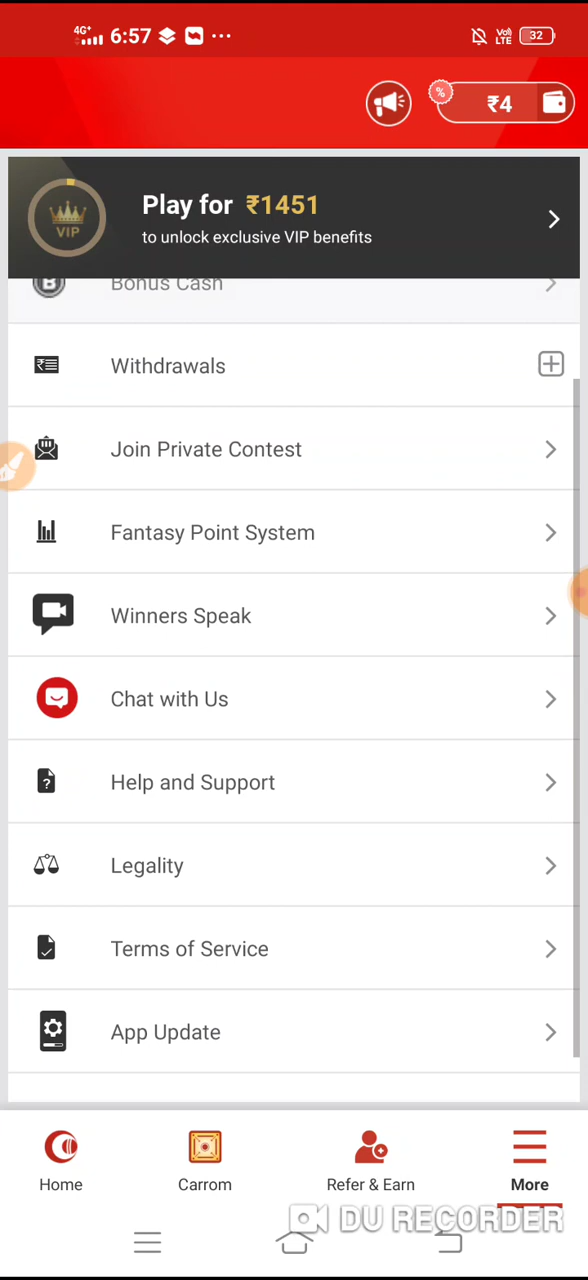 4G+ 6:57 Vo) LTE 32
% ₹4
VIP
Play for ₹1451
to unlock exclusive VIP benefits
B Bonus Cash
Withdrawals
Join Private Contest
Fantasy Point System
Winners Speak
Chat with Us
? Help and Support
Legality
Terms of Service
App Update
Home
Carrom
Refer & Earn
More
DU RECORDER